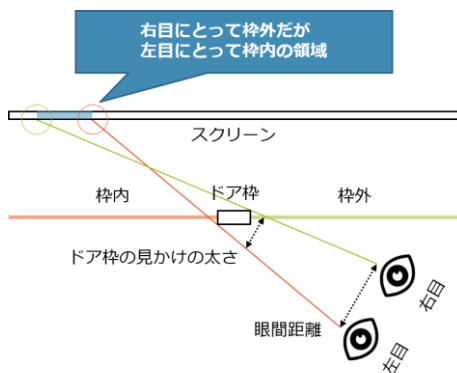 右目にとって枠外だが
左目にとって枠内の領域
スクリーン
枠内
ドア枠
枠外
ドア枠の見かけの太さ
右目
眼間距離
左目